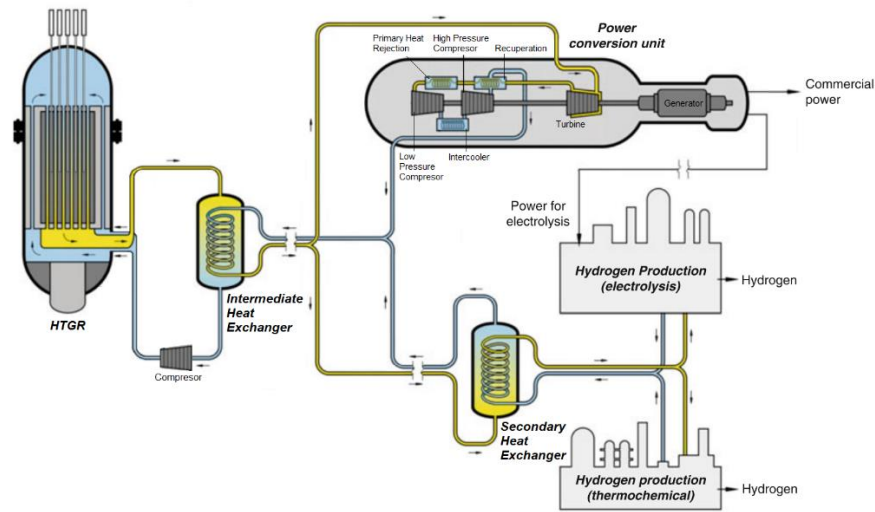 Primary Heat
Rejection
High Pressure
Compresor
Recuperation
Power
conversion unit
Generator
Turbine
Low
Pressure
Compresor
Intercooler
Commercial
power
Power for
electrolysis
Hydrogen Production
(electrolysis)
Hydrogen
HTGR
Intermediate
Heat
Exchanger
Compresor
Secondary
Heat
Exchanger
Hydrogen production
(thermochemical)
Hydrogen